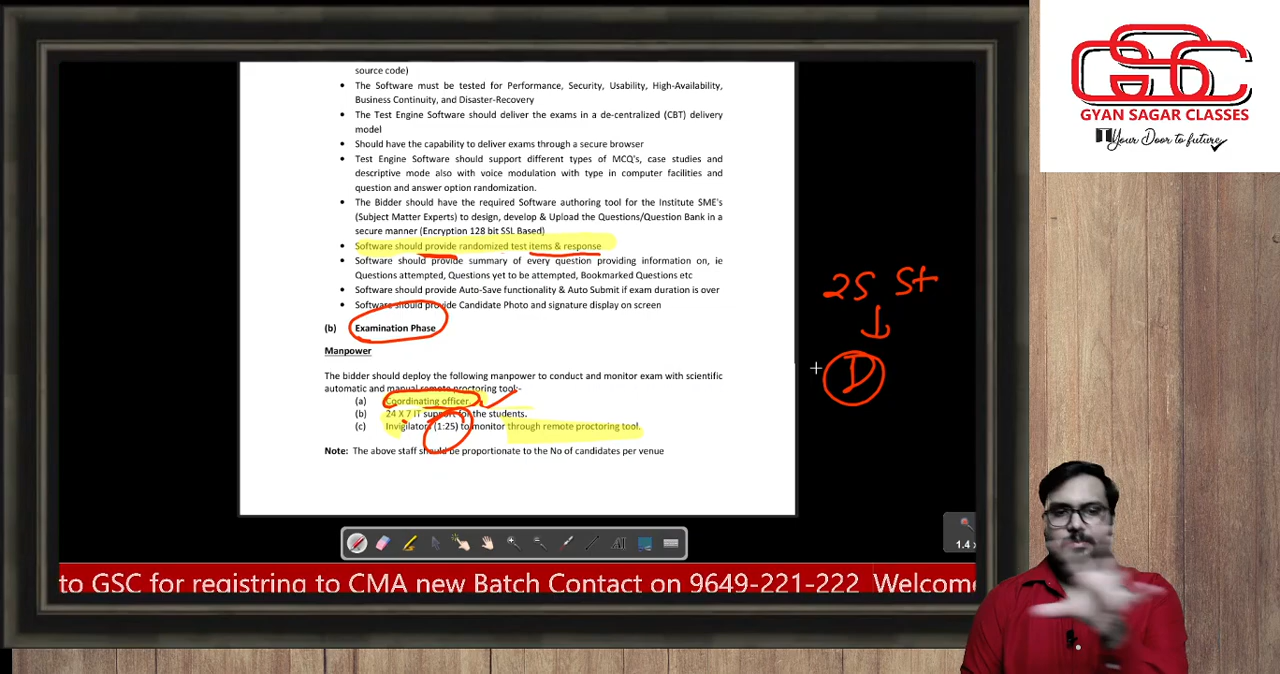 source code)
• The Software must be tested for Performance, Security, Usability, High-Availability,
Business Continuity, and Disaster-Recovery
• The Test Engine Software should deliver the exams in a de-centralized (CBT) delivery
model
• Should have the capability to deliver exams through a secure browser
• Test Engine Software should support different types of MCQ's, case studies and
descriptive mode also with voice modulation with type in computer facilities and
question and answer option randomization.
• The Bidder should have the required Software authoring tool for the Institute SME's
(Subject Matter Experts) to design, develop & Upload the Questions/Question Bank in a
secure manner (Encryption 128 bit SSL Based)
• Software should provide randomized test items & response
• Software should provide summary of every question providing information on, ie
Questions attempted, Questions yet to be attempted, Bookmarked Questions etc
• Software should provide Auto-Save functionality & Auto Submit if exam duration is over
• Software should provide Candidate Photo and signature display on screen
(b) Examination Phase
Manpower
The bidder should deploy the following manpower to conduct and monitor exam with scientific
automatic and manual remote proctoring tool:-
(a) Coordinating officer.
(b) 24 X 7 IT support for the students.
(c) Invigilators (1:25) to monitor through remote proctoring tool.
Note: The above staff should be proportionate to the No of candidates per venue
25 St
D
GSC
GYAN SAGAR CLASSES
Your Door to future
AI
1.4 x
to GSC for registring to CMA new Batch Contact on 9649-221-222 Welcome